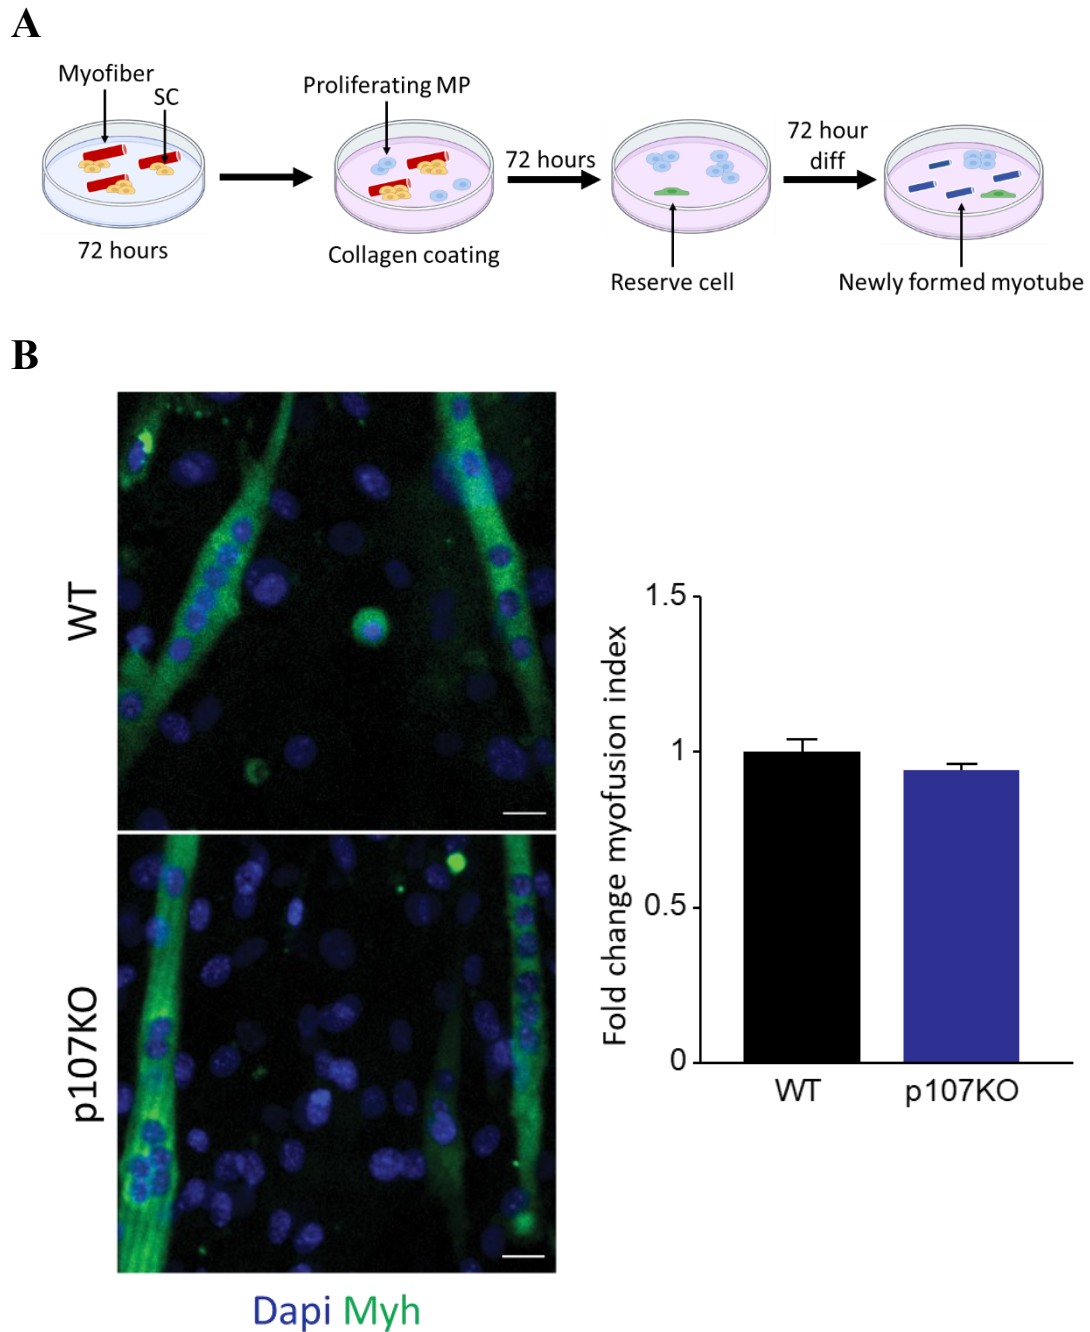 A
Myofiber
SC
72 hours
Proliferating MP
Collagen coating
72 hours
Reserve cell
72 hour
diff
Newly formed myotube
B
WT
p107KO
Dapi Myh
Fold change myofusion index
1.5
1
0.5
0
WT
p107KO